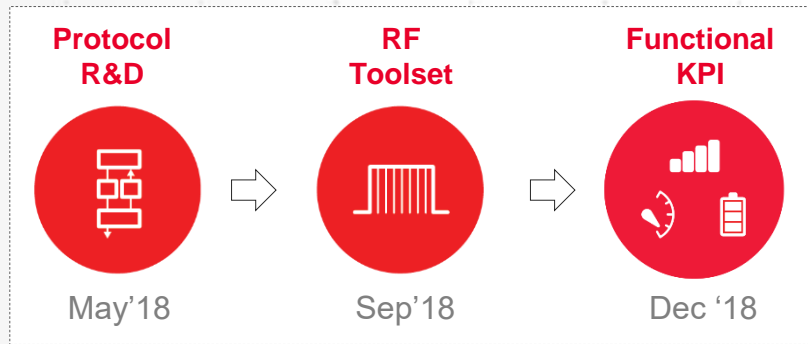 Protocol
R&D
RF
Toolset
Functional
KPI
May’18
Sep’18
Dec ‘18